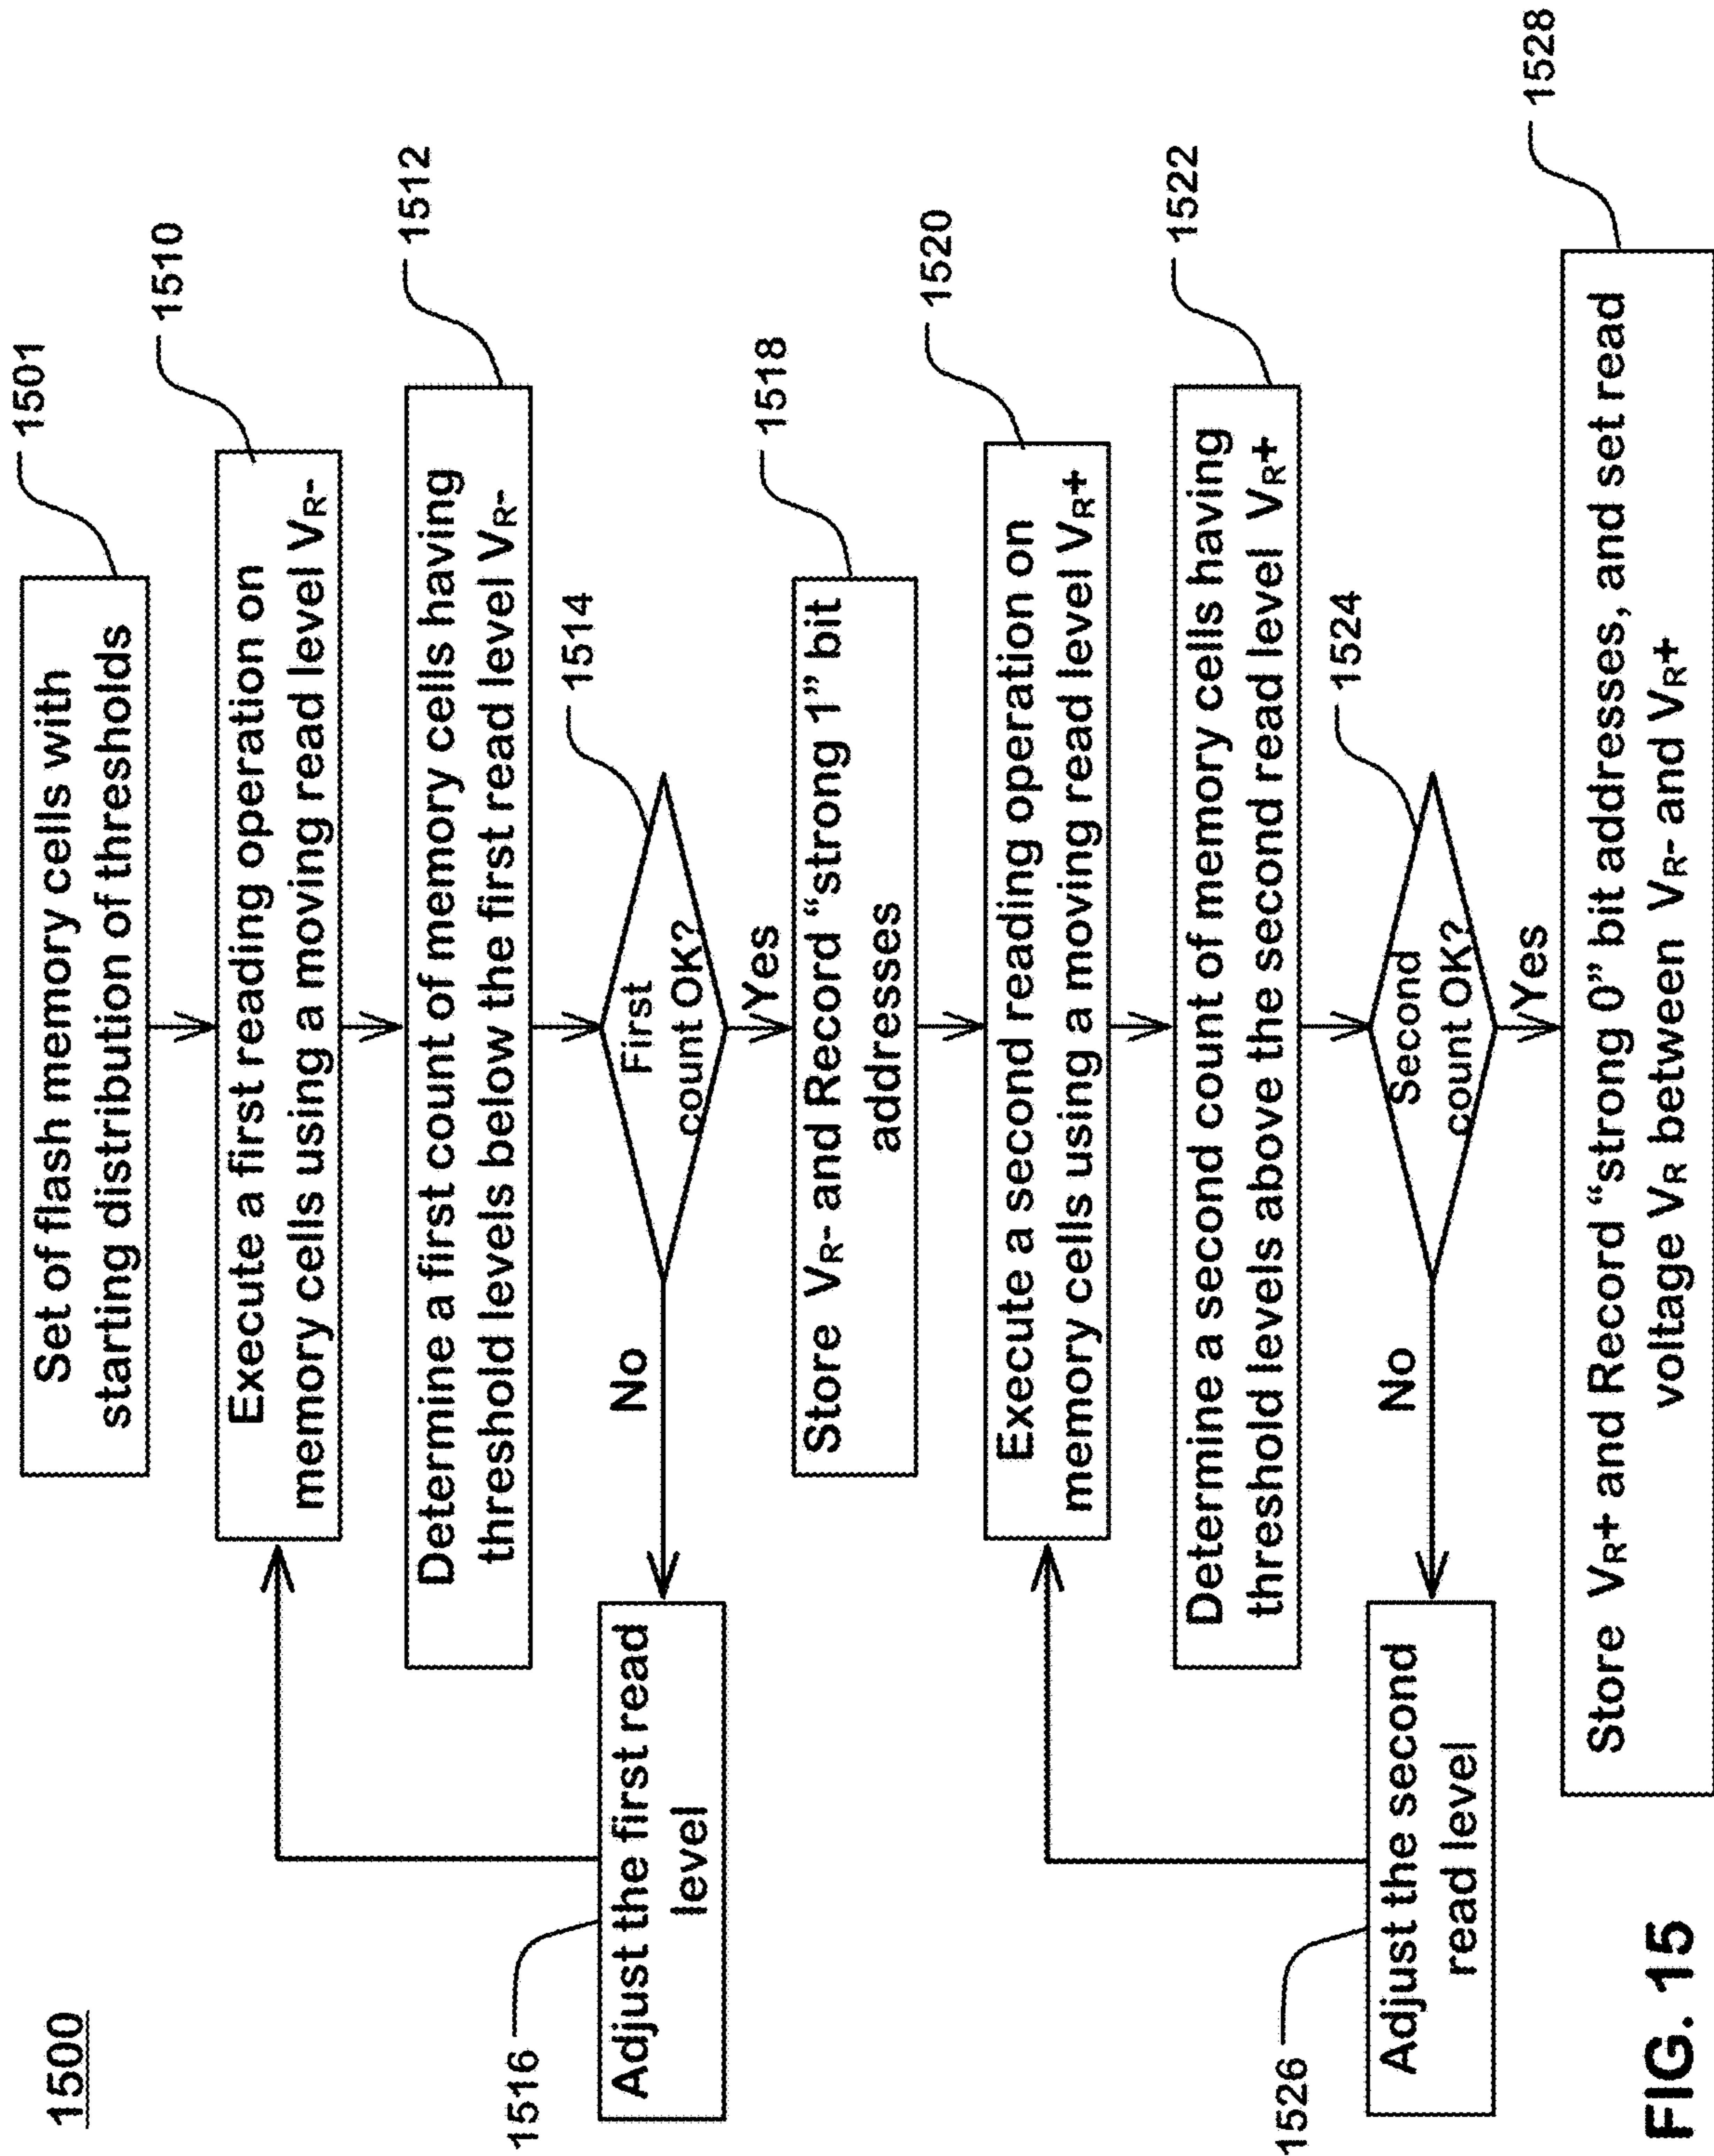 1500
1501
Set of flash memory cells with
starting distribution of thresholds
1510
Execute a first reading operation on
memory cells using a moving read level VR-
1512
Determine a first count of memory cells having
threshold levels below the first read level VR-
1514
First
count OK?
No
Yes
1516
Adjust the first read
level
1518
Store VR- and Record “strong 1” bit
addresses
1520
Execute a second reading operation on
memory cells using a moving read level VR+
1522
Determine a second count of memory cells having
threshold levels above the second read level VR+
1524
Second
count OK?
No
Yes
1526
Adjust the second
read level
1528
Store VR+ and Record “strong 0” bit addresses, and set read
voltage VR between VR- and VR+
FIG. 15